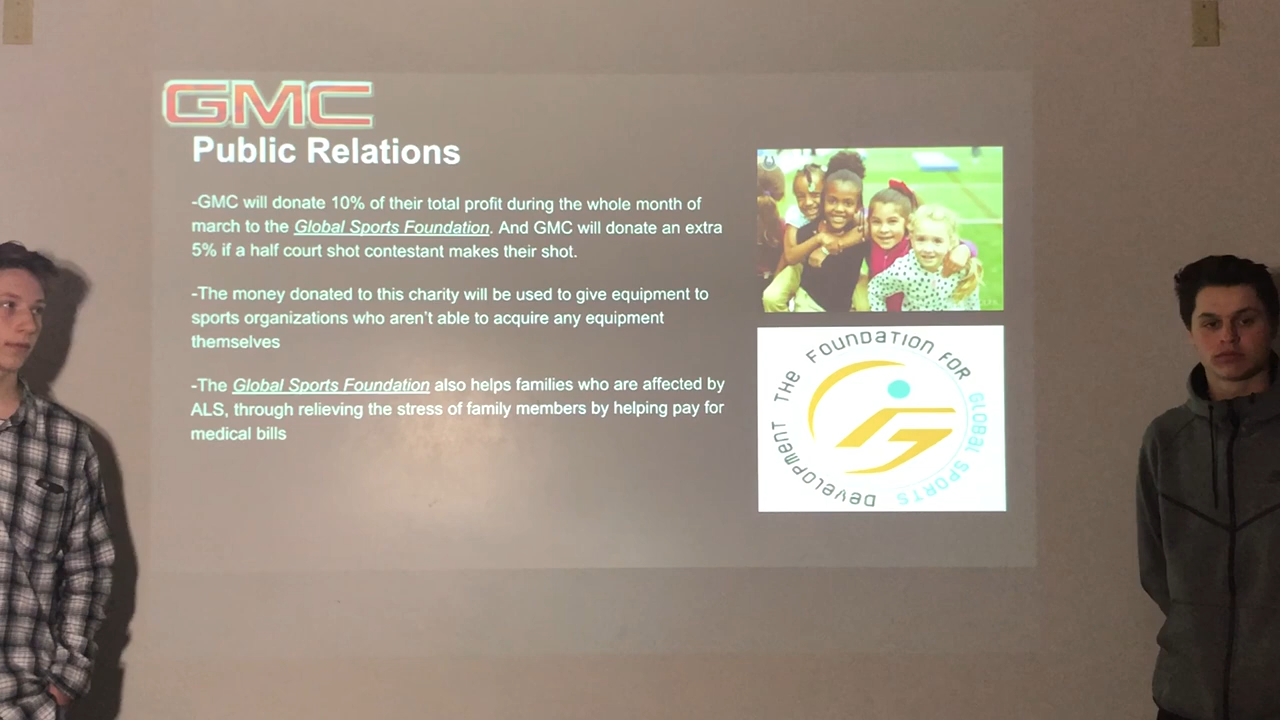 GMC
Public Relations
-GMC will donate 10% of their total profit during the whole month of
march to the Global Sports Foundation. And GMC will donate an extra
5% if a half court shot contestant makes their shot.
-The money donated to this charity will be used to give equipment to
sports organizations who aren't able to acquire any equipment
themselves
-The Global Sports Foundation also helps families who are affected by
ALS, through relieving the stress of family members by helping pay for
medical bills
THE FOUNDATION FOR GLOBAL SPORTS DEVELOPMENT